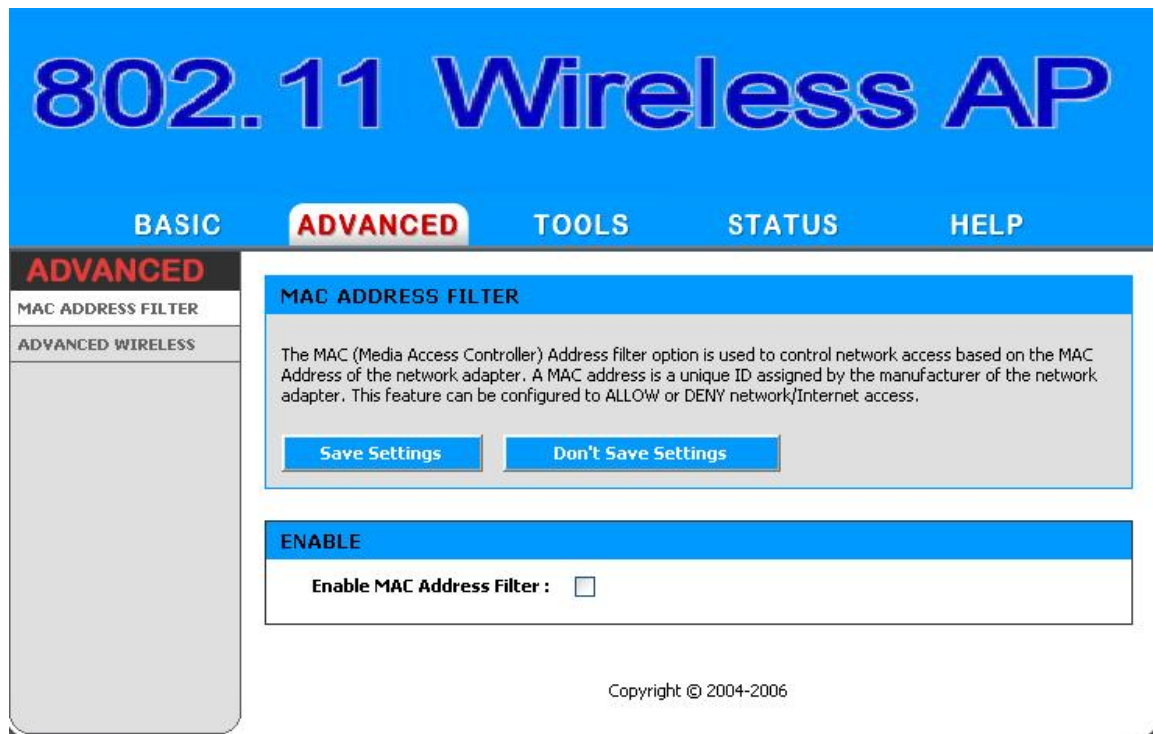 802.11 Wireless AP
BASIC ADVANCED TOOLS STATUS HELP
ADVANCED
MAC ADDRESS FILTER
ADVANCED WIRELESS
MAC ADDRESS FILTER
The MAC (Media Access Controller) Address filter option is used to control network access based on the MAC
Address of the network adapter. A MAC address is a unique ID assigned by the manufacturer of the network
adapter. This feature can be configured to ALLOW or DENY network/Internet access.
Save Settings Don't Save Settings
ENABLE
Enable MAC Address Filter :
Copyright © 2004-2006